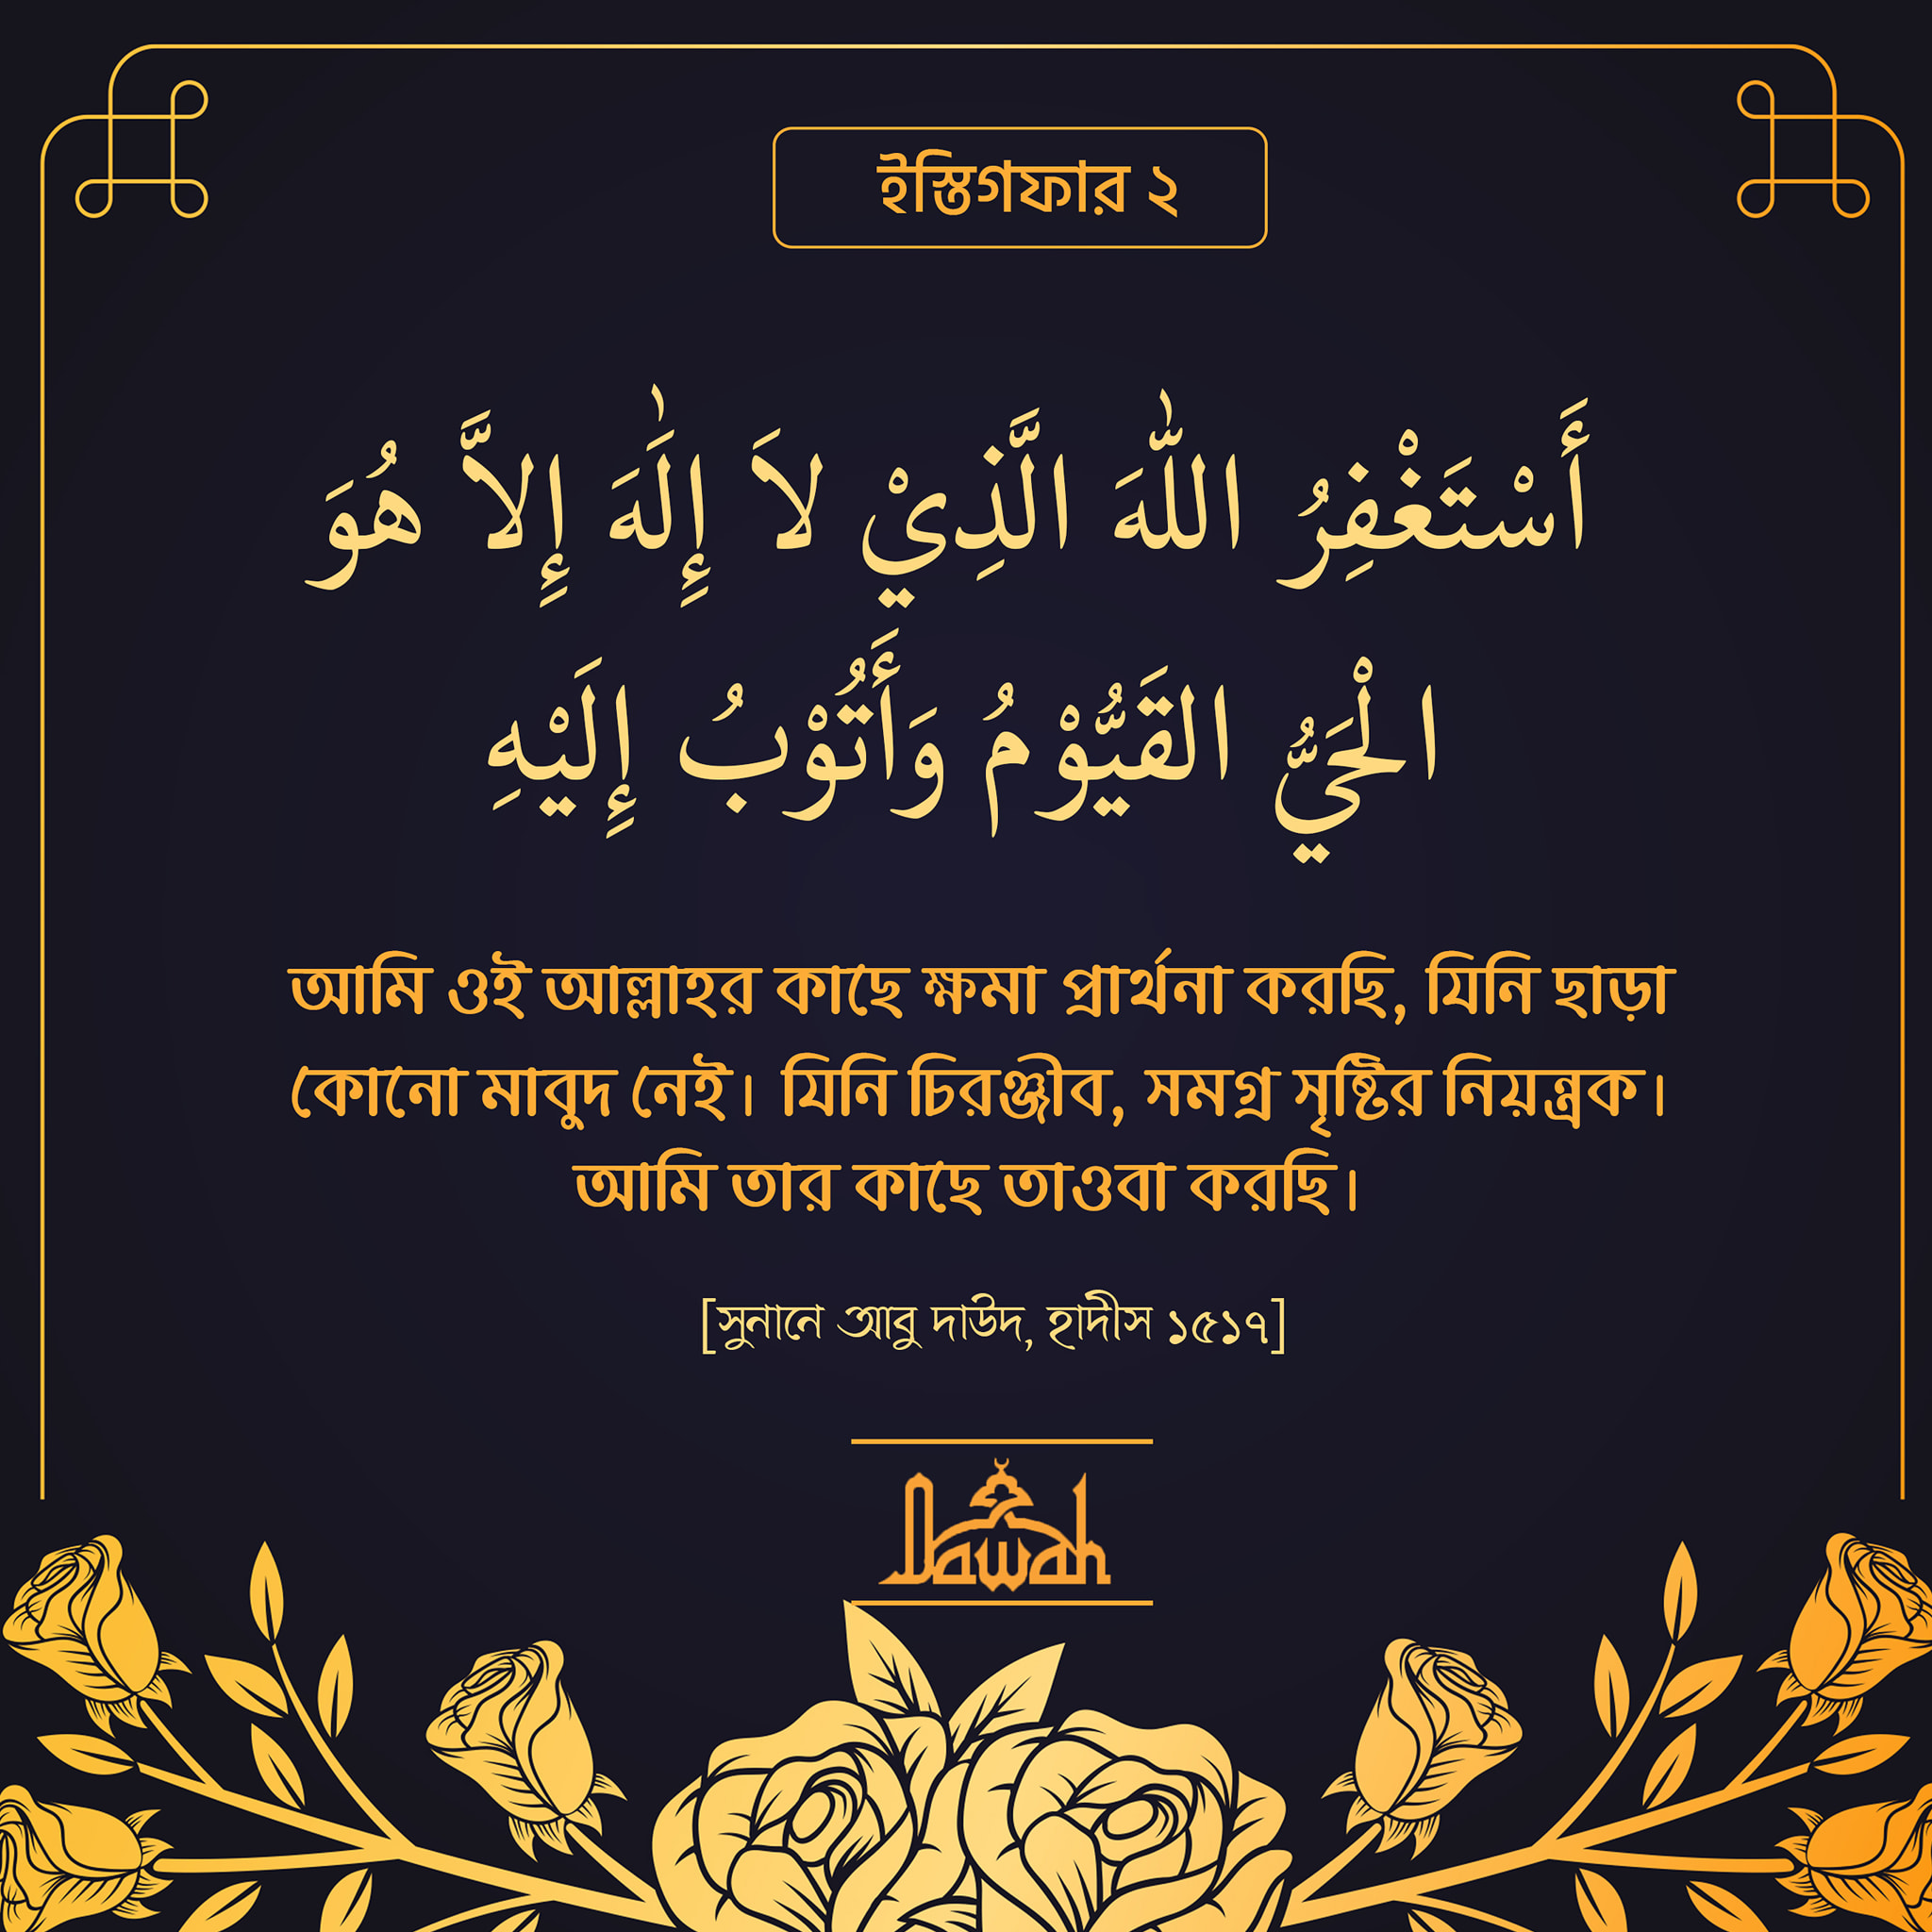 ইস্তিগফার ২
أَسْتَغْفِرُ اللّٰهَ الَّذِيْ لاَ إِلَٰهَ إِلاَّ هُوَ
الْحَيُّ القَيُّوْمُ وَأَتُوْبُ إِلَيْهِ
আমি ওই আল্লাহর কাছে ক্ষমা প্রার্থনা করছি, যিনি ছাড়া
কোনো মাবুদ নেই। যিনি চিরঞ্জীব, সমগ্র সৃষ্টির নিয়ন্ত্রক।
আমি তার কাছে তাওবা করছি।
[সুনানে আবু দাউদ, হাদীস ১৫১৭]
Dawah